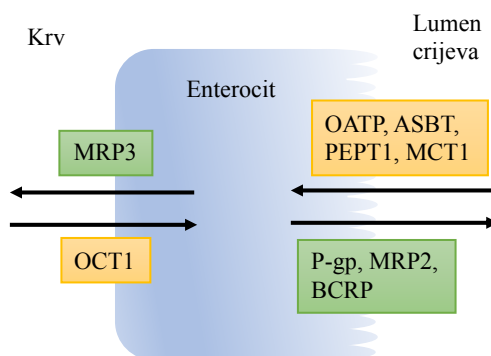 Krv
Lumen
crijeva
Enterocit
OATP, ASBT,
PEPT1, MCT1
MRP3
OCT1
P-gp, MRP2,
BCRP